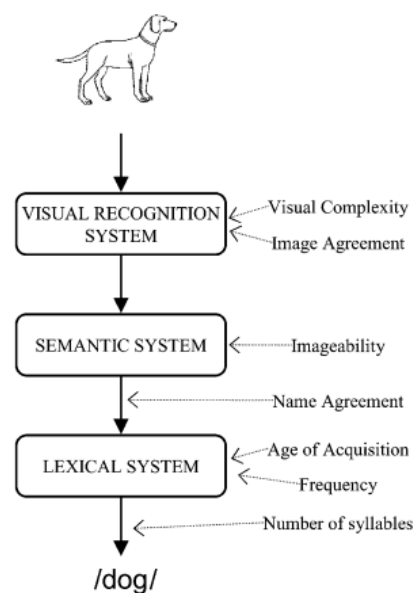 VISUAL RECOGNITION
SYSTEM
Visual Complexity
Image Agreement
SEMANTIC SYSTEM
Imageability
Name Agreement
LEXICAL SYSTEM
Age of Acquisition
Frequency
Number of syllables
/dog/